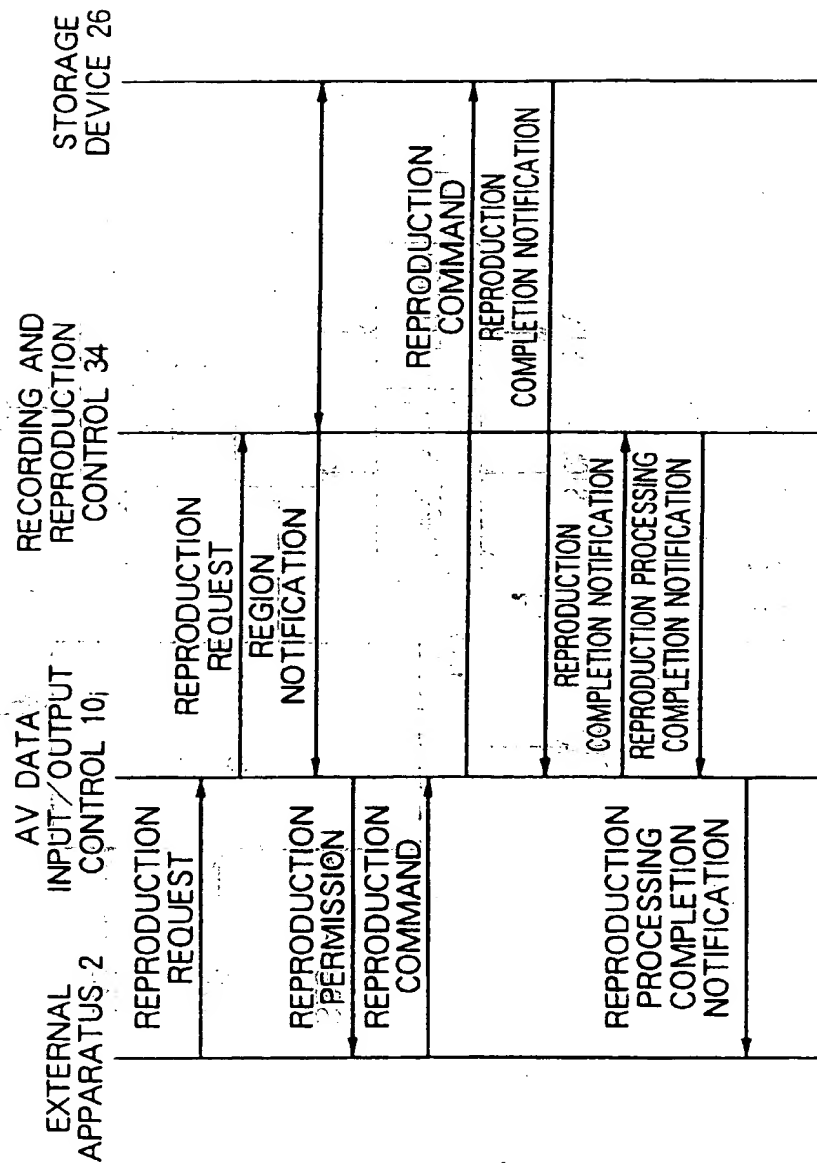 EXTERNAL
APPARATUS 2
AV DATA
INPUT/OUTPUT
CONTROL 10i
RECORDING AND
REPRODUCTION
CONTROL 34
STORAGE
DEVICE 26
REPRODUCTION
REQUEST
REPRODUCTION
REQUEST
REGION
NOTIFICATION
REPRODUCTION
PERMISSION
REPRODUCTION
COMMAND
REPRODUCTION
COMMAND
REPRODUCTION
COMPLETION NOTIFICATION
REPRODUCTION
COMPLETION NOTIFICATION
REPRODUCTION PROCESSING
COMPLETION NOTIFICATION
REPRODUCTION
PROCESSING
COMPLETION
NOTIFICATION